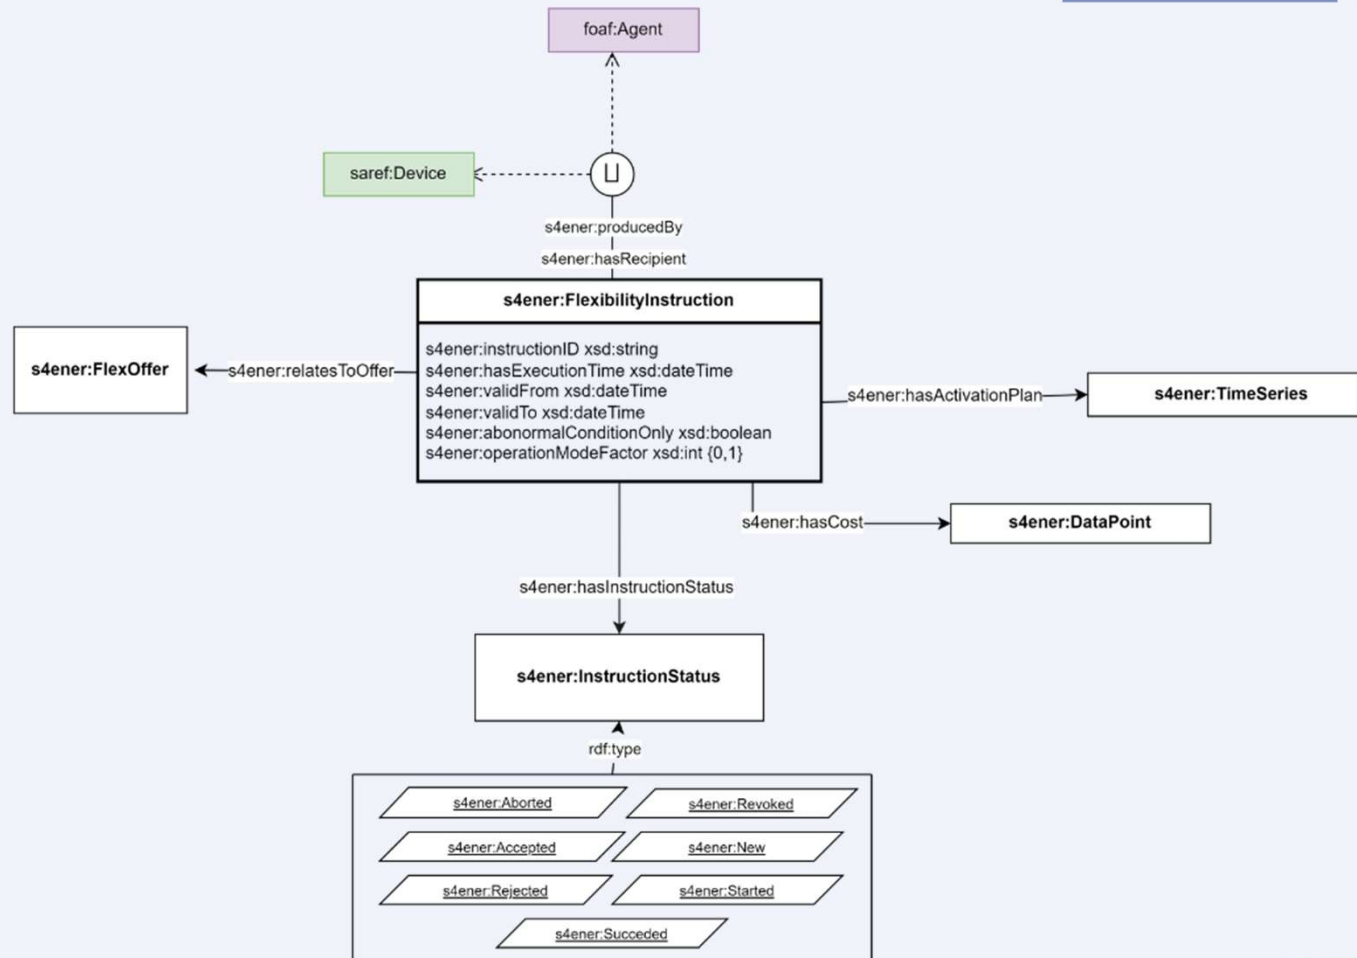 foaf:Agent
saref:Device
⊔
s4ener:producedBy
s4ener:hasRecipient
s4ener:FlexibilityInstruction
s4ener:instructionID xsd:string
s4ener:hasExecutionTime xsd:dateTime
s4ener:validFrom xsd:dateTime
s4ener:validTo xsd:dateTime
s4ener:abonormalConditionOnly xsd:boolean
s4ener:operationModeFactor xsd:int {0,1}
s4ener:FlexOffer
s4ener:relatesToOffer
s4ener:hasActivationPlan
s4ener:TimeSeries
s4ener:hasCost
s4ener:DataPoint
s4ener:hasInstructionStatus
s4ener:InstructionStatus
rdf:type
s4ener:Aborted
s4ener:Revoked
s4ener:Accepted
s4ener:New
s4ener:Rejected
s4ener:Started
s4ener:Succeded